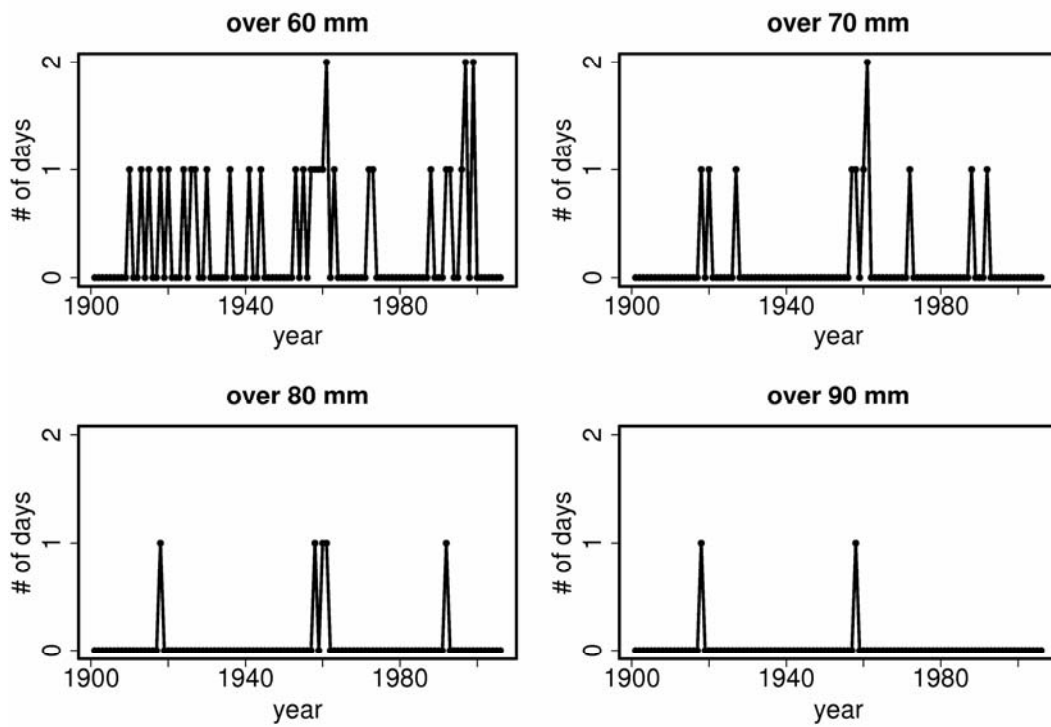 over 60 mm
# of days
2
1
0
1900 1940 1980
year
over 70 mm
# of days
2
1
0
1900 1940 1980
year
over 80 mm
# of days
2
1
0
1900 1940 1980
year
over 90 mm
# of days
2
1
0
1900 1940 1980
year